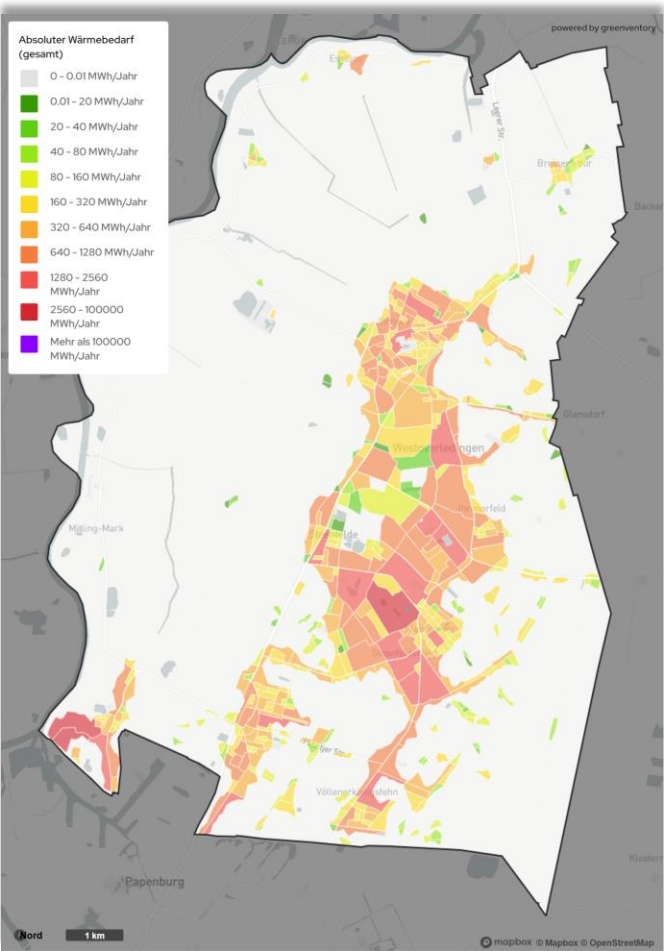 powered by greenventory
Absoluter Wärmebedarf
(gesamt)
0 - 0.01 MWh/Jahr
0.01 - 20 MWh/Jahr
20 - 40 MWh/Jahr
40 - 80 MWh/Jahr
80 - 160 MWh/Jahr
160 - 320 MWh/Jahr
320 - 640 MWh/Jahr
640 - 1280 MWh/Jahr
1280 - 2560
MWh/Jahr
2560 - 100000
MWh/Jahr
Mehr als 100000
MWh/Jahr
Leerer Str.
Glansdorf
Westoverledingen
Mitling-Mark
Völlenerkönigsfehn
Papenburg
Nord
1 km
mapbox © Mapbox © OpenStreetMap